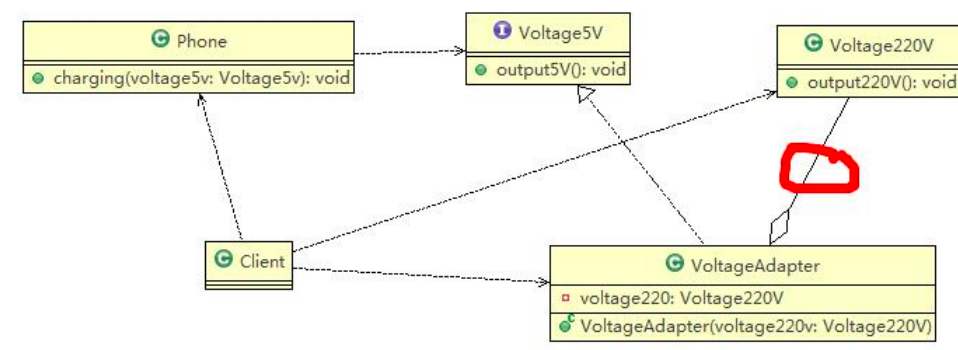 Phone
charging(voltage5v: Voltage5v): void
Voltage5V
output5V(): void
Voltage220V
output220V(): void
Client
VoltageAdapter
voltage220: Voltage220V
VoltageAdapter(voltage220v: Voltage220V)